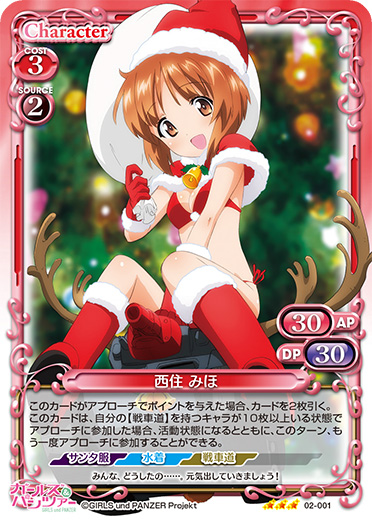 Character
COST
3
SOURCE
2
30 AP
DP 30
西住 みほ
このカードがアプローチでポイントを与えた場合、カードを2枚引く。
このカードは、自分の【戦車道】を持つキャラが10枚以上いる状態で
アプローチに参加した場合、活動状態になるとともに、このターン、も
う一度アプローチに参加することができる。
サンタ服 水着 戦車道
みんな、どうしたの……、元気出していきましょう!
ガールズ&パンツァー
GIRLS und PANZER
©GIRLS und PANZER Projekt
★★★ 02-001